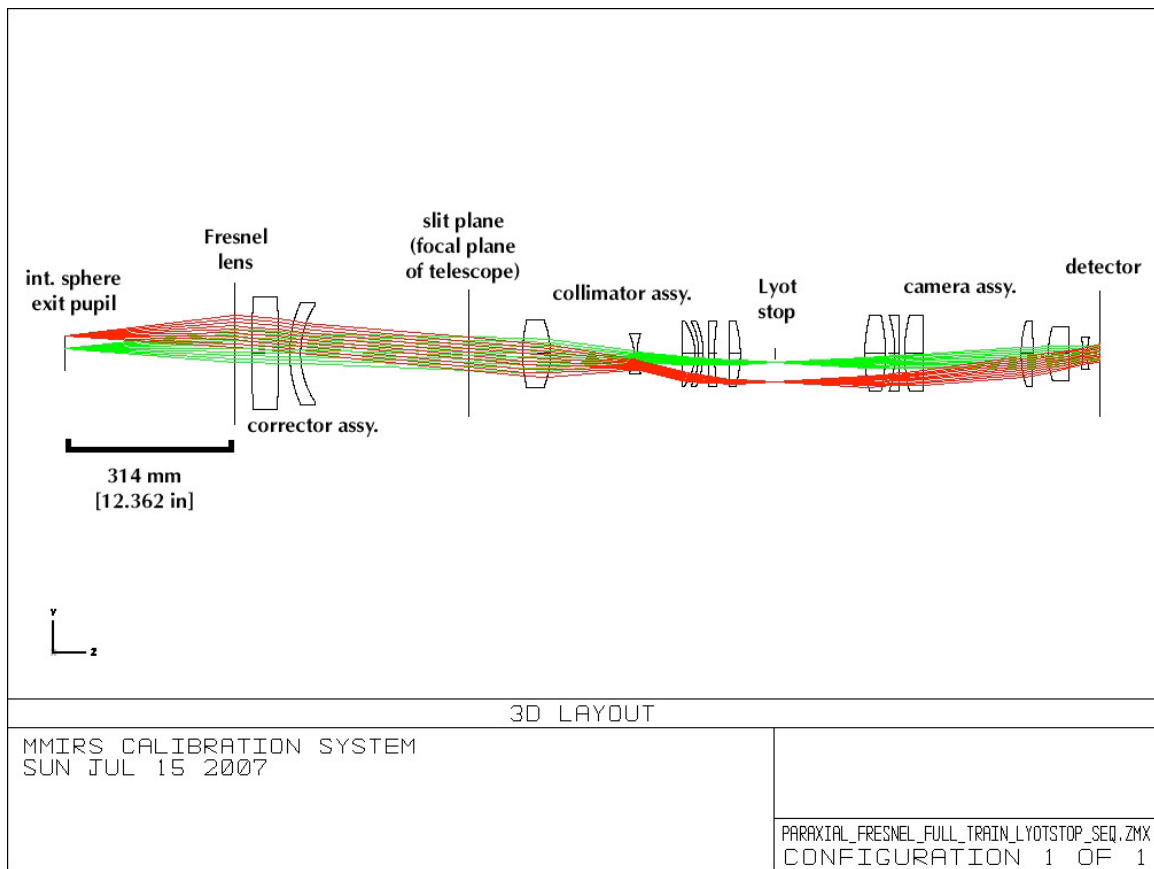 slit plane
(focal plane
of telescope)
Fresnel
lens
int. sphere
exit pupil
collimator assy.
Lyot
stop
camera assy.
detector
corrector assy.
314 mm
[12.362 in]
Y
Z
3D LAYOUT
MMIRS CALIBRATION SYSTEM
SUN JUL 15 2007
PARAXIAL_FRESNEL_FULL_TRAIN_LYOTSTOP_SEQ.ZMX
CONFIGURATION 1 OF 1